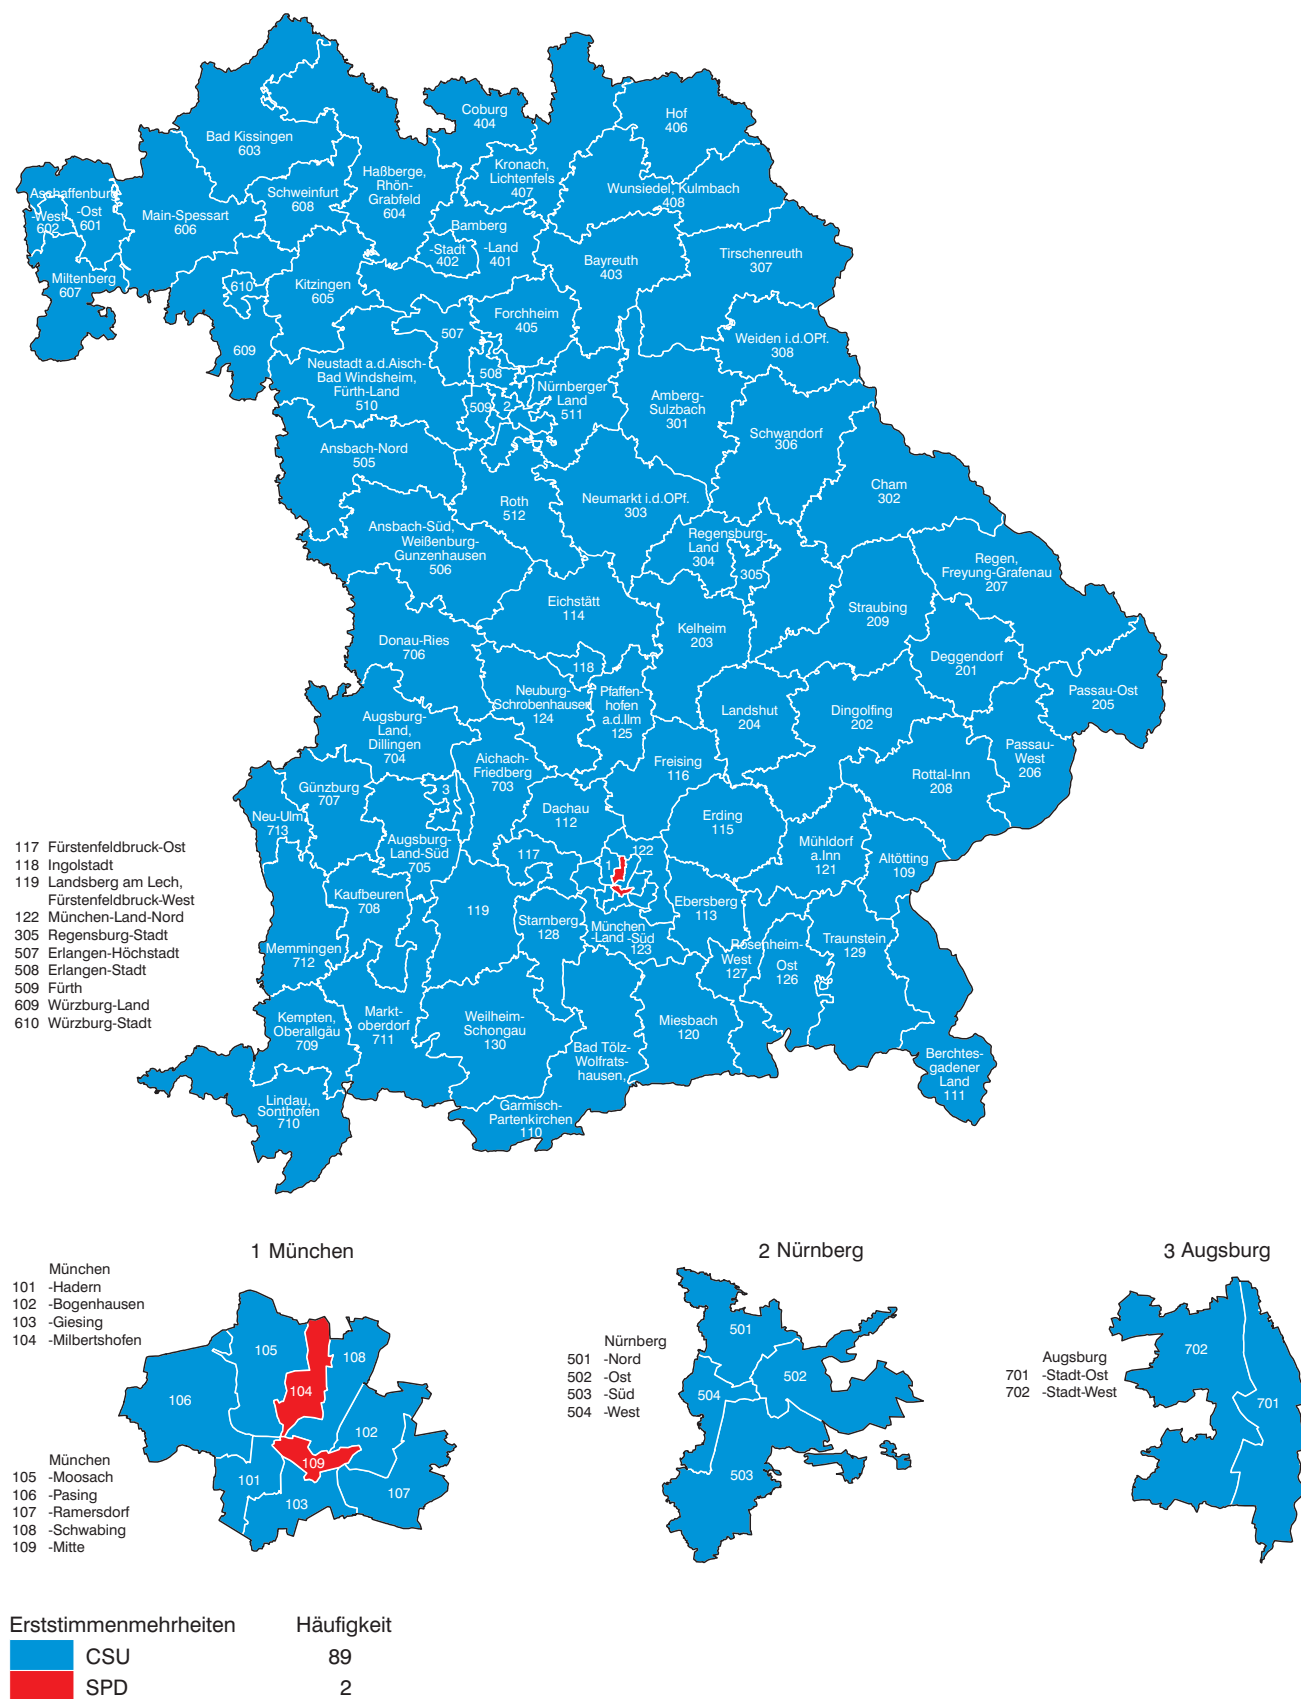 Coburg
404
Hof
406
Bad Kissingen
603
Kronach,
Lichtenfels
407
Haßberge,
Rhön-
Grabfeld
604
Wunsiedel, Kulmbach
408
Aschaffenburg
-West
602
-Ost
601
Main-Spessart
606
Schweinfurt
608
Bamberg
-Stadt
402
-Land
401
Bayreuth
403
Tirschenreuth
307
Miltenberg
607
610
Kitzingen
605
Forchheim
405
507
609
Weiden i.d.OPf.
308
Neustadt a.d.Aisch-
Bad Windsheim,
Fürth-Land
510
508
509
2
Nürnberger
Land
511
Amberg-
Sulzbach
301
Schwandorf
306
Ansbach-Nord
505
Cham
302
Roth
512
Neumarkt i.d.OPf.
303
Ansbach-Süd,
Weißenburg-
Gunzenhausen
506
Regensburg-
Land
304
305
Regen,
Freyung-Grafenau
207
Eichstätt
114
Straubing
209
Kelheim
203
Donau-Ries
706
Deggendorf
201
118
Neuburg-
Schrobenhausen
124
Pfaffen-
hofen
a.d.Ilm
125
Passau-Ost
205
Landshut
204
Dingolfing
202
Augsburg-
Land,
Dillingen
704
Passau-
West
206
Aichach-
Friedberg
703
Freising
116
Rottal-Inn
208
Günzburg
707
3
Neu-Ulm
713
Dachau
112
Erding
115
Augsburg-
Land-Süd
705
117
1
122
Mühldorf
a.Inn
121
Altötting
109
Kaufbeuren
708
119
Ebersberg
113
Starnberg
128
München
-Land -Süd
123
Memmingen
712
Rosenheim-
West
127
Ost
126
Traunstein
129
Kempten,
Oberallgäu
709
Markt-
oberdorf
711
Weilheim-
Schongau
130
Miesbach
120
Bad Tölz-
Wolfrats-
hausen,
Berchtes-
gadener
Land
111
Lindau,
Sonthofen
710
Garmisch-
Partenkirchen
110
117 Fürstenfeldbruck-Ost
118 Ingolstadt
119 Landsberg am Lech,
Fürstenfeldbruck-West
122 München-Land-Nord
305 Regensburg-Stadt
507 Erlangen-Höchstadt
508 Erlangen-Stadt
509 Fürth
609 Würzburg-Land
610 Würzburg-Stadt
1 München
München
101 -Hadern
102 -Bogenhausen
103 -Giesing
104 -Milbertshofen
105
108
104
106
102
109
101
103
107
München
105 -Moosach
106 -Pasing
107 -Ramersdorf
108 -Schwabing
109 -Mitte
2 Nürnberg
Nürnberg
501 -Nord
502 -Ost
503 -Süd
504 -West
501
502
504
503
3 Augsburg
Augsburg
701 -Stadt-Ost
702 -Stadt-West
702
701
Erststimmenmehrheiten Häufigkeit
CSU 89
SPD 2